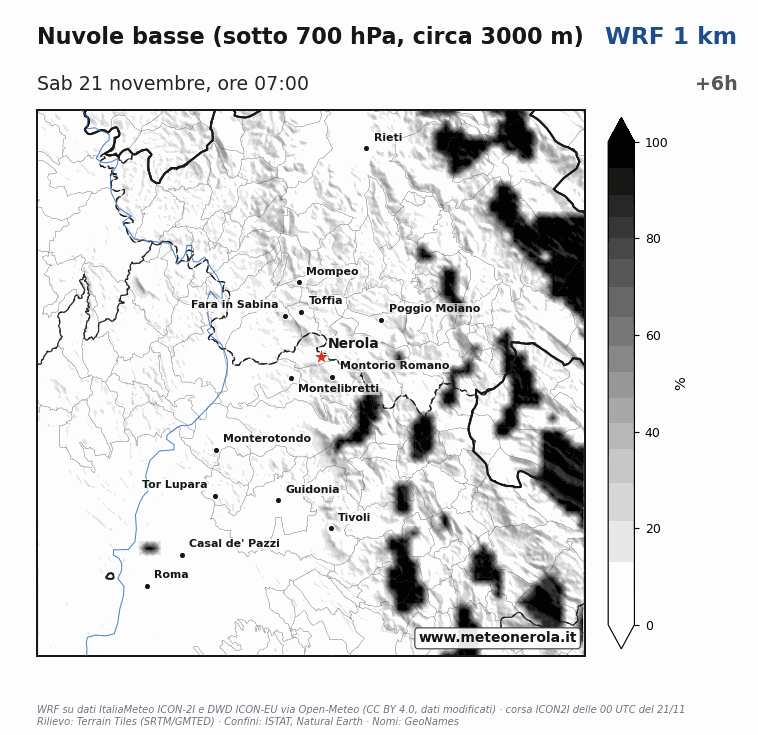 Nuvole basse (sotto 700 hPa, circa 3000 m) WRF 1 km
Sab 21 novembre, ore 07:00 +6h
Rieti
100
80
60
40
20
0
%
Mompeo
Fara in Sabina
Toffia
Poggio Moiano
Nerola
Montorio Romano
Montelibretti
Monterotondo
Tor Lupara
Guidonia
Tivoli
Casal de' Pazzi
Roma
www.meteonerola.it
WRF su dati ItaliaMeteo ICON-2I e DWD ICON-EU via Open-Meteo (CC BY 4.0, dati modificati) · corsa ICON2I delle 00 UTC del 21/11
Rilievo: Terrain Tiles (SRTM/GMTED) · Confini: ISTAT, Natural Earth · Nomi: GeoNames